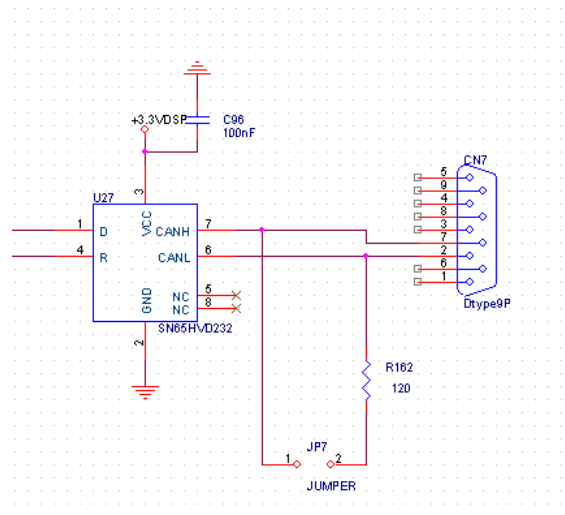 +3.3VDSP
C96
100nF
CN7
5
9
4
8
3
7
2
6
1
Dtype9P
U27
3
VCC
1
D
CANH
7
4
R
CANL
6
NC
5
NC
8
GND
2
SN65HVD232
R162
120
JP7
1
2
JUMPER